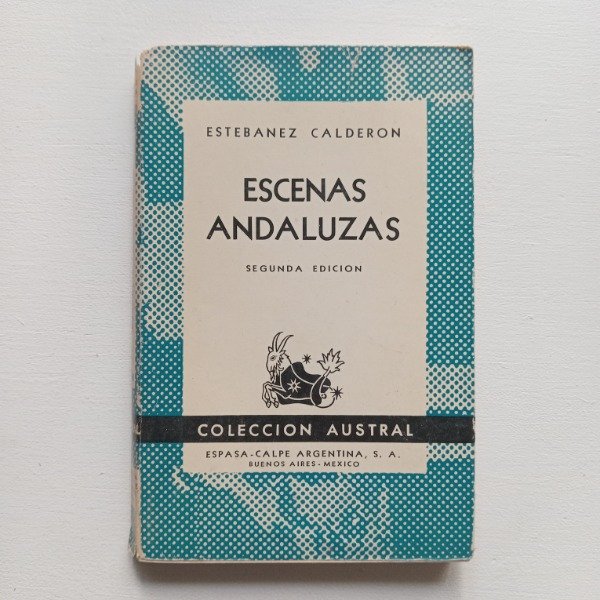 ESTEBANEZ CALDERON
ESCENAS
ANDALUZAS
SEGUNDA EDICION
COLECCION AUSTRAL
ESPASA-CALPE ARGENTINA, S. A.
BUENOS AIRES - MEXICO